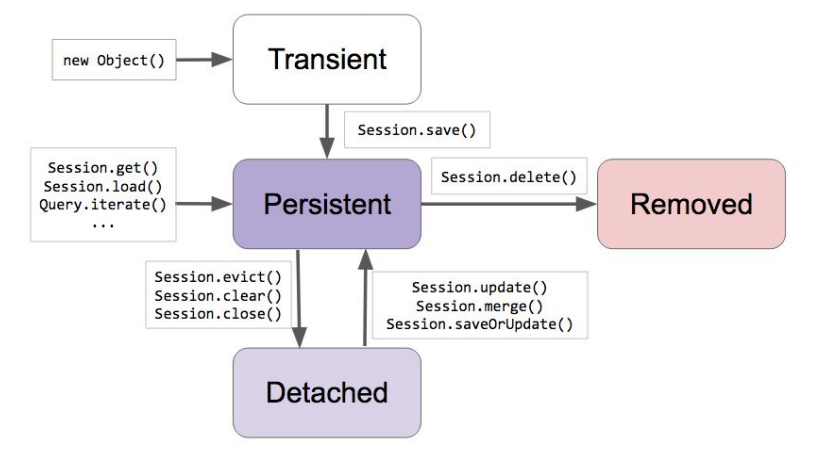 new Object()
Transient
Session.save()
Session.get()
Session.load()
Query.iterate()
...
Persistent
Session.delete()
Removed
Session.evict()
Session.clear()
Session.close()
Session.update()
Session.merge()
Session.saveOrUpdate()
Detached